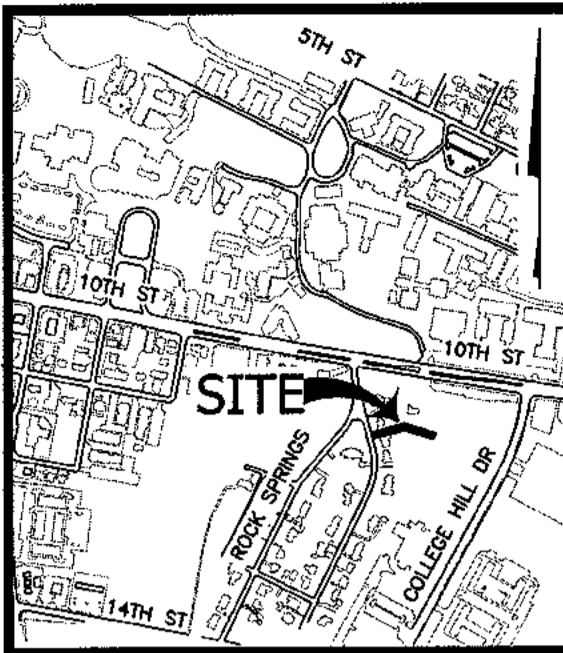 5TH ST
10TH ST
10TH ST
SITE
ROCK SPRINGS
COLLEGE HILL DR
14TH ST